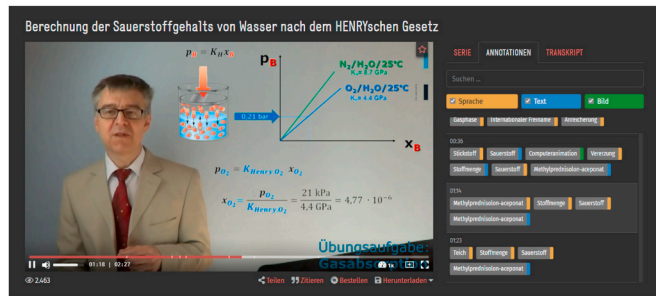 Berechnung der Sauerstoffgehalts von Wasser nach dem HENRYschen Gesetz
p_B = K_H x_B
p_B
N₂/H₂O/25°C
K_H= 8.7 GPa
O₂/H₂O/25°C
K_H= 4.4 GPa
0,21 bar
x_B
p_O₂ = K_Henry,O₂ x_O₂
x_O₂ = p_O₂ / K_Henry,O₂ = 21 kPa / 4,4 GPa = 4,77 · 10⁻⁶
Übungsaufgabe:
01:18 | 02:27
1x
2.463
Teilen
Zitieren
Bestellen
Herunterladen
SERIE
ANNOTATIONEN
TRANSKRIPT
Suchen ...
Sprache
Text
Bild
Gasphase
Internationaler Freiname
Anreicherung
00:36
Stickstoff
Sauerstoff
Computeranimation
Vererzung
Stoffmenge
Sauerstoff
Methylprednisolon-aceponat
01:14
Methylprednisolon-aceponat
Stoffmenge
Sauerstoff
Methylprednisolon-aceponat
01:23
Teich
Stoffmenge
Sauerstoff
Methylprednisolon-aceponat